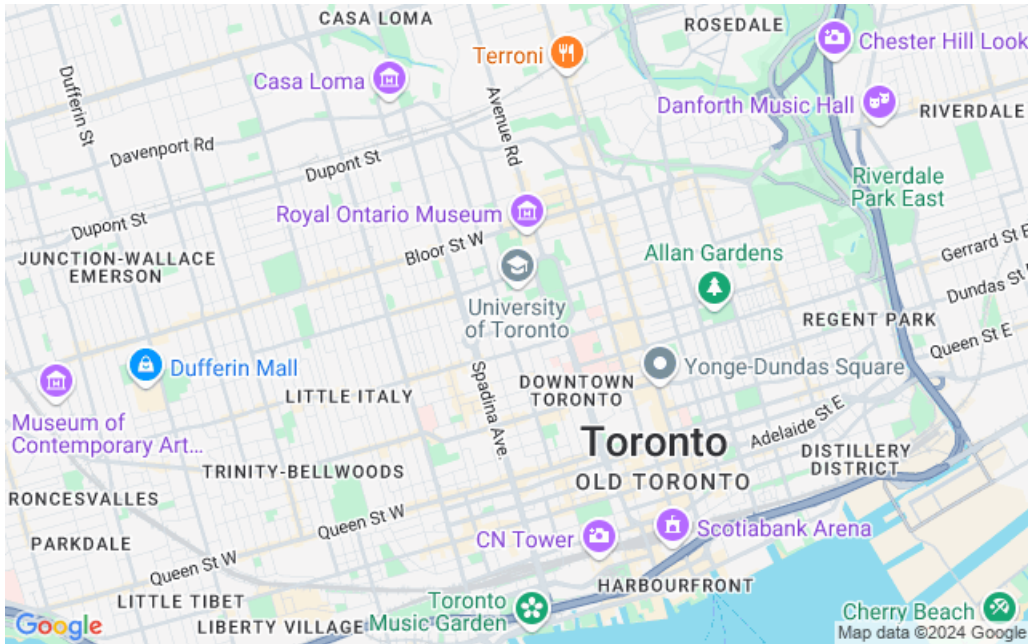 CASA LOMA
ROSEDALE
Chester Hill Look
Terroni
Casa Loma
Dufferin St
Danforth Music Hall
RIVERDALE
Avenue Rd
Davenport Rd
Dupont St
Riverdale
Park East
Dupont St
Royal Ontario Museum
Bloor St W
Gerrard St E
JUNCTION-WALLACE
EMERSON
Allan Gardens
University
of Toronto
Dundas St
REGENT PARK
Queen St E
Dufferin Mall
Yonge-Dundas Square
DOWNTOWN
TORONTO
LITTLE ITALY
Spadina Ave.
Museum of
Contemporary Art...
Toronto
Adelaide St E
DISTILLERY
DISTRICT
TRINITY-BELLWOODS
OLD TORONTO
RONCESVALLES
Queen St W
CN Tower
Scotiabank Arena
PARKDALE
Queen St W
HARBOURFRONT
LITTLE TIBET
Toronto
Music Garden
Cherry Beach
LIBERTY VILLAGE
Google
Map data ©2024 Google